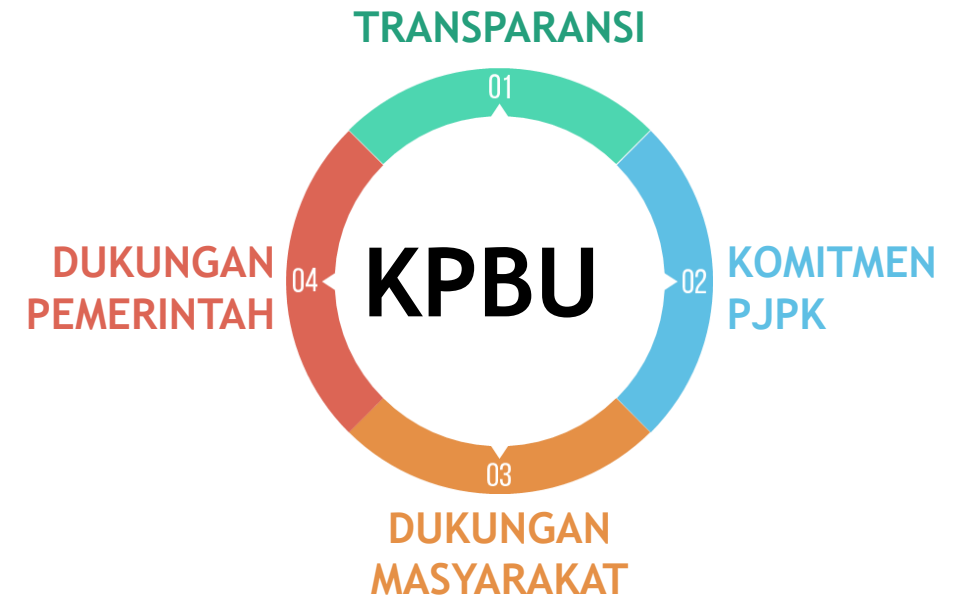 TRANSPARANSI
01
DUKUNGAN
PEMERINTAH
04
KPBU
02
KOMITMEN
PJPK
03
DUKUNGAN
MASYARAKAT